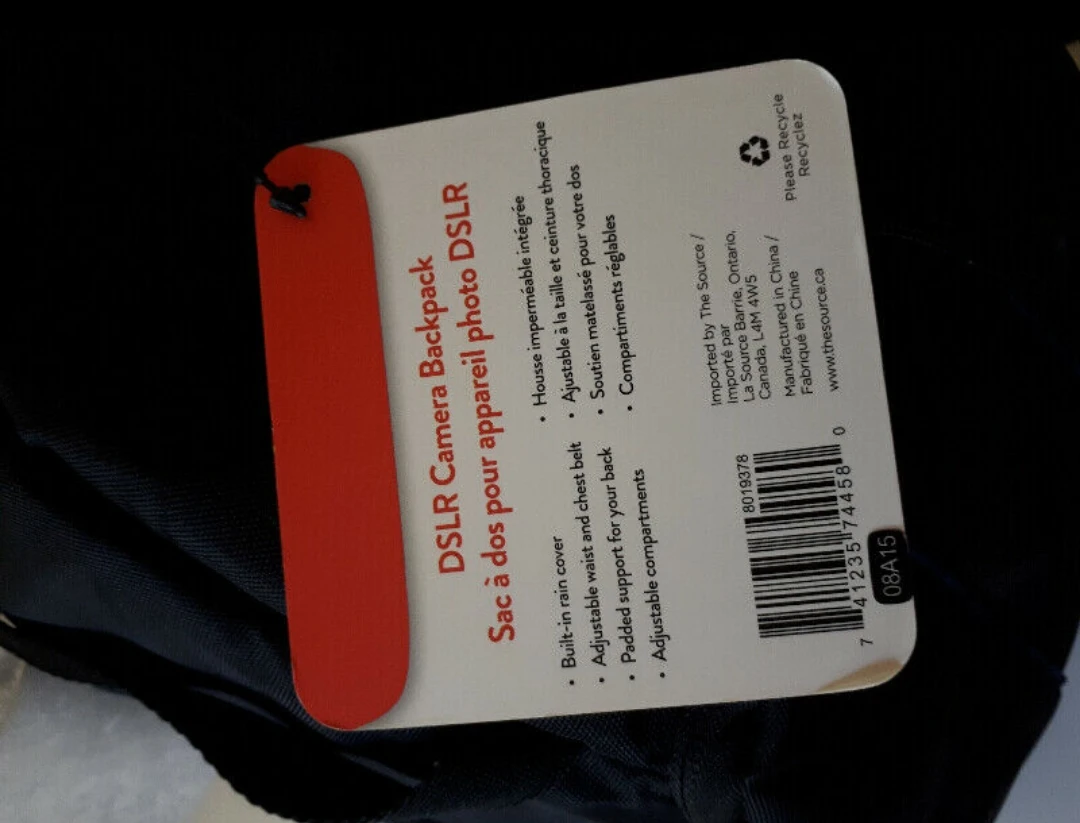 DSLR Camera Backpack
Sac à dos pour appareil photo DSLR
• Built-in rain cover
• Adjustable waist and chest belt
• Padded support for your back
• Adjustable compartments
• Housse imperméable intégrée
• Ajustable à la taille et ceinture thoracique
• Soutien matelassé pour votre dos
• Compartiments réglables
8019378
7 41235 74458 0
08A15
Imported by The Source /
Importé par
La Source Barrie, Ontario,
Canada, L4M 4W5
Manufactured in China /
Fabriqué en Chine
www.thesource.ca
Please Recycle
Recyclez